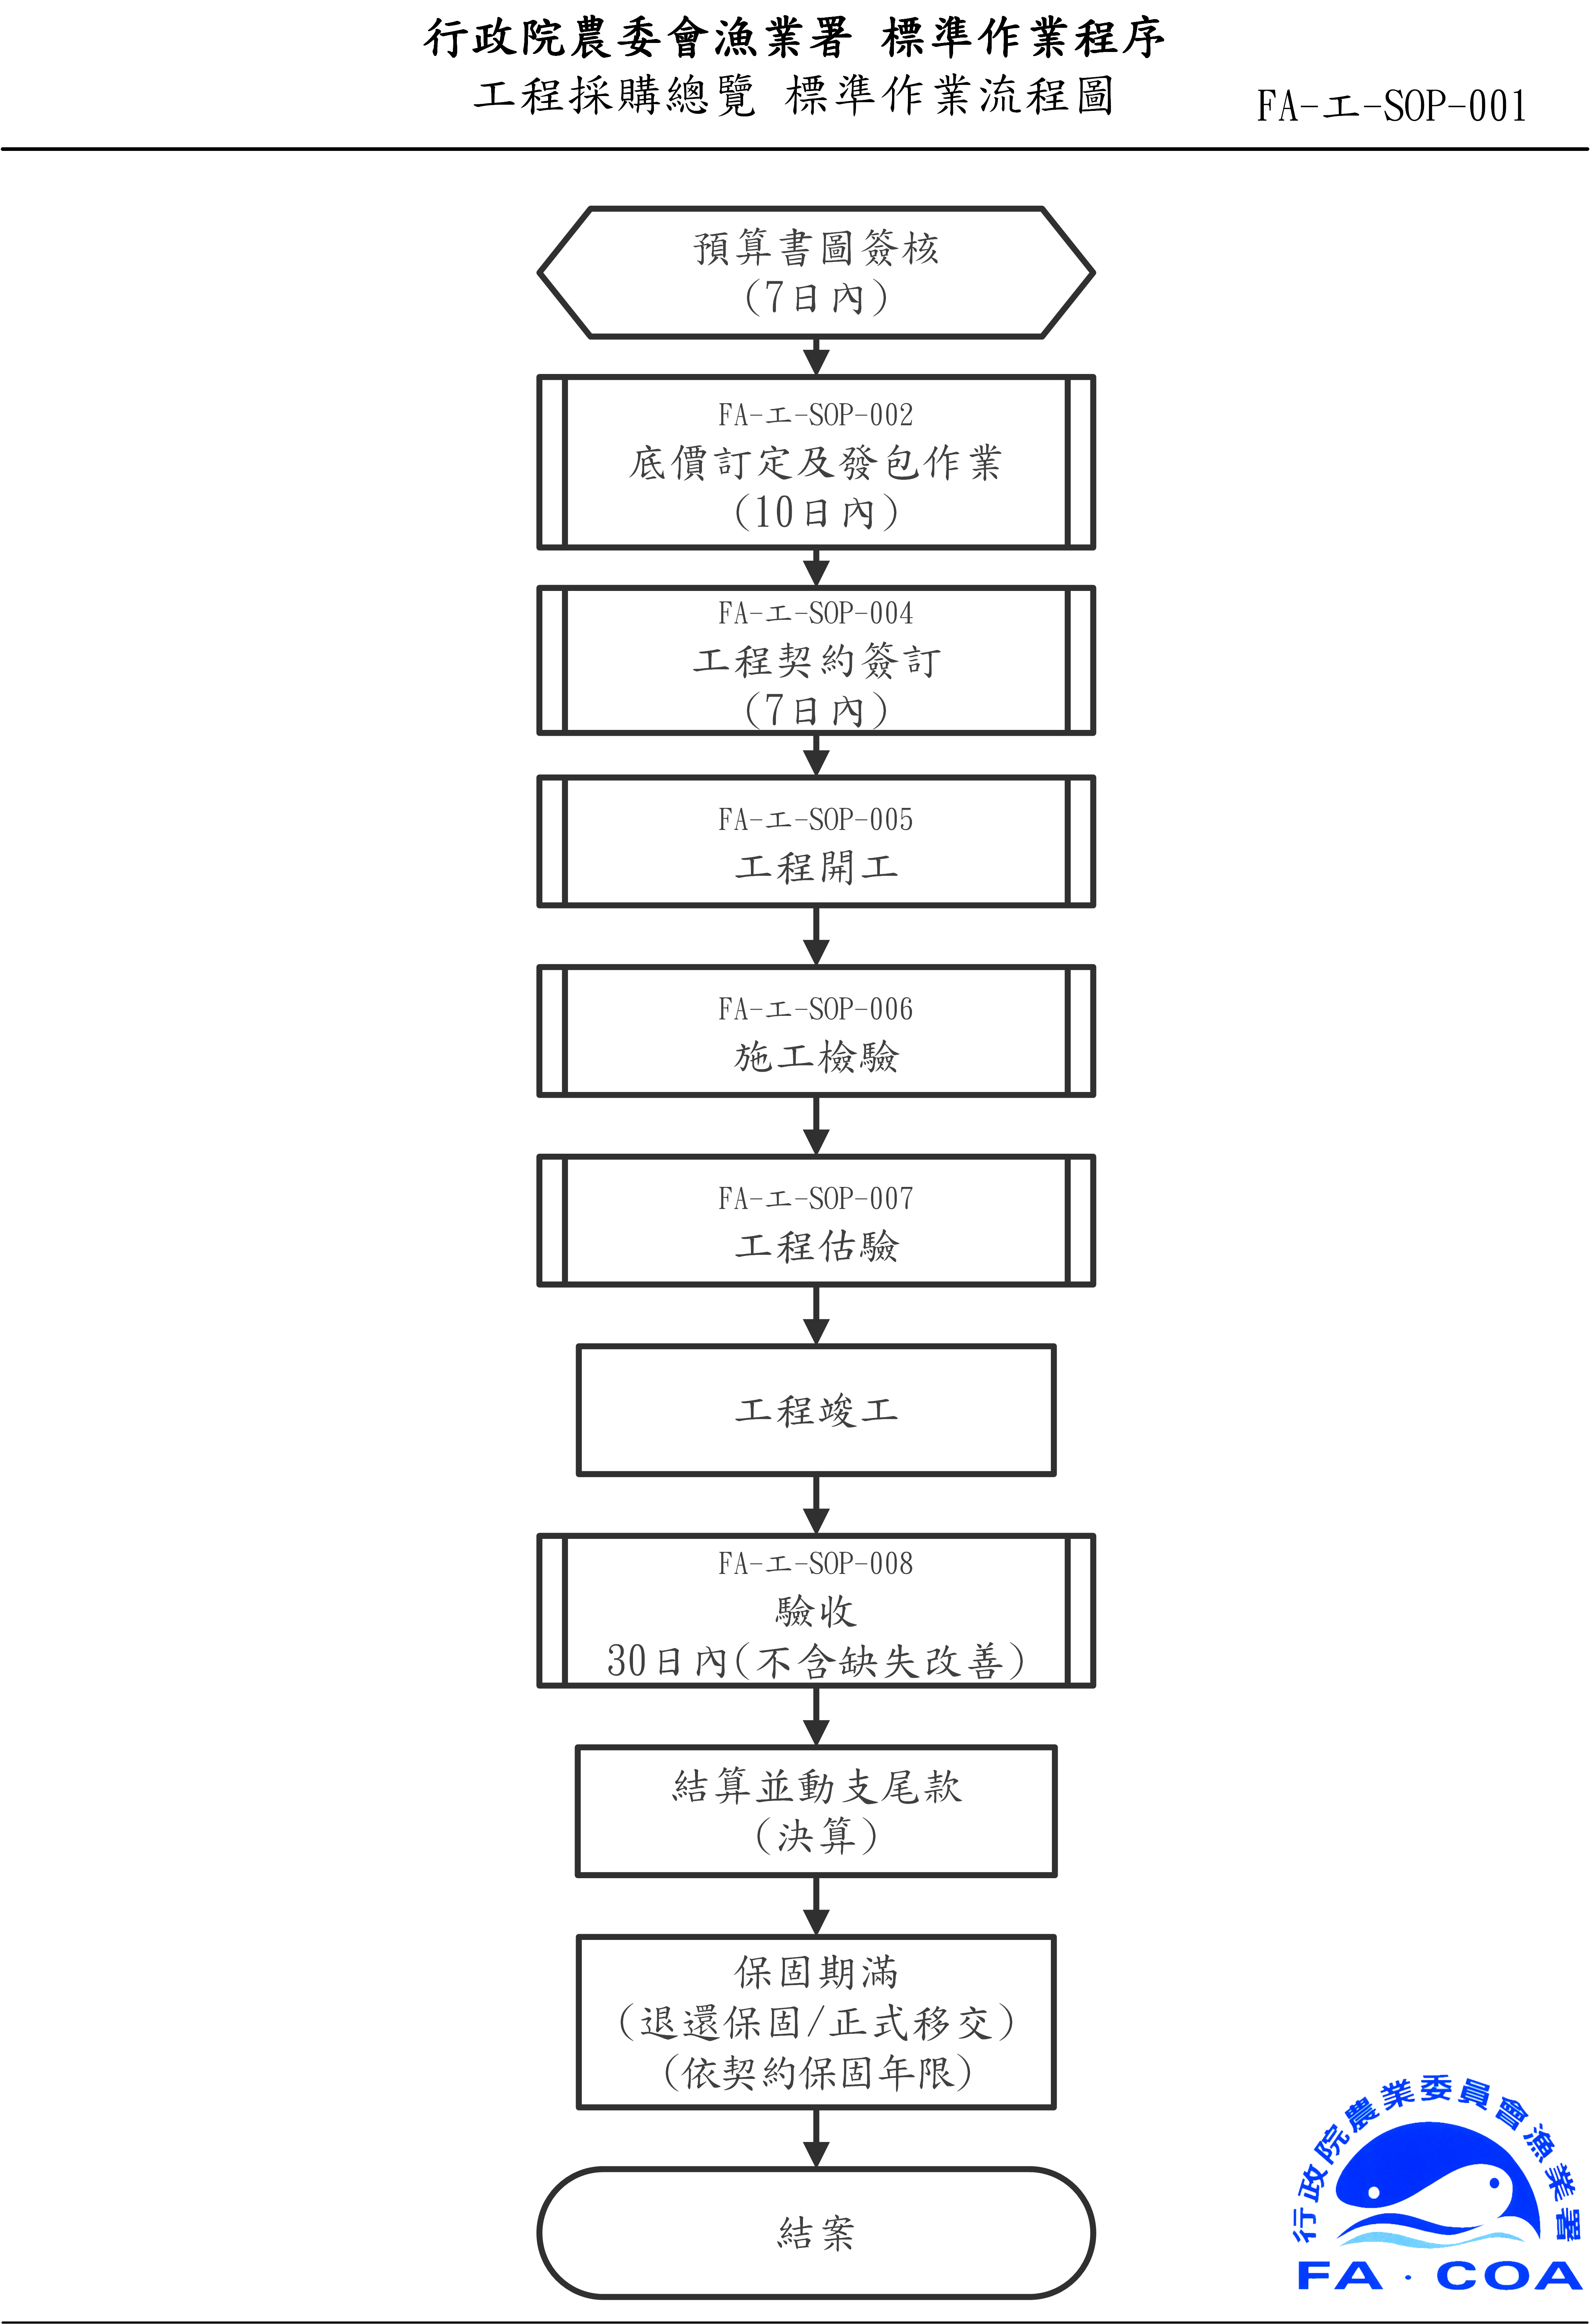 行政院農委會漁業署 標準作業程序
工程採購總覽 標準作業流程圖
FA-工-SOP-001
預算書圖簽核
(7日內)
FA-工-SOP-002
底價訂定及發包作業
(10日內)
FA-工-SOP-004
工程契約簽訂
(7日內)
FA-工-SOP-005
工程開工
FA-工-SOP-006
施工檢驗
FA-工-SOP-007
工程估驗
工程竣工
FA-工-SOP-008
驗收
30日內(不含缺失改善)
結算並動支尾款
(決算)
保固期滿
(退還保固/正式移交)
(依契約保固年限)
結案
行政院農業委員會漁業署
FA·COA